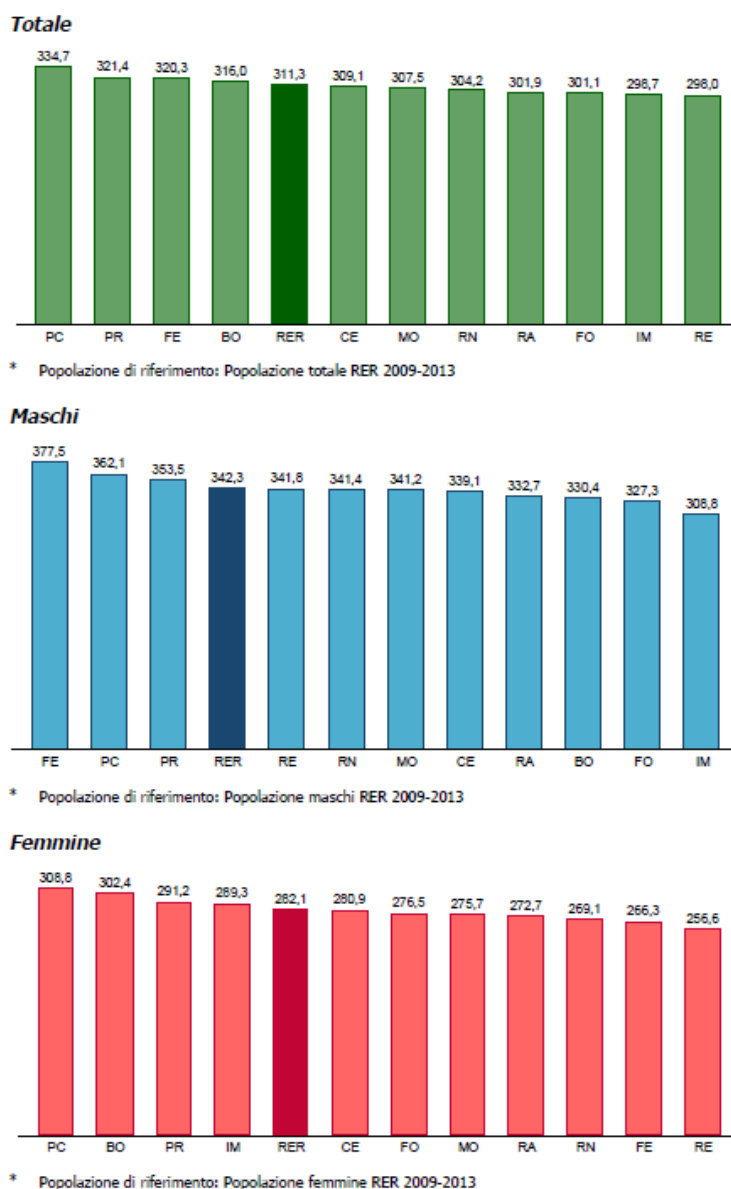 Totale
334,7 321,4 320,3 316,0 311,3 309,1 307,5 304,2 301,9 301,1 298,7 298,0
PC PR FE BO RER CE MO RN RA FO IM RE
* Popolazione di riferimento: Popolazione totale RER 2009-2013
Maschi
377,5 362,1 353,5 342,3 341,8 341,4 341,2 339,1 332,7 330,4 327,3 308,8
FE PC PR RER RE RN MO CE RA BO FO IM
* Popolazione di riferimento: Popolazione maschi RER 2009-2013
Femmine
308,8 302,4 291,2 289,3 282,1 280,9 276,5 275,7 272,7 269,1 266,3 256,6
PC BO PR IM RER CE FO MO RA RN FE RE
* Popolazione di riferimento: Popolazione femmine RER 2009-2013